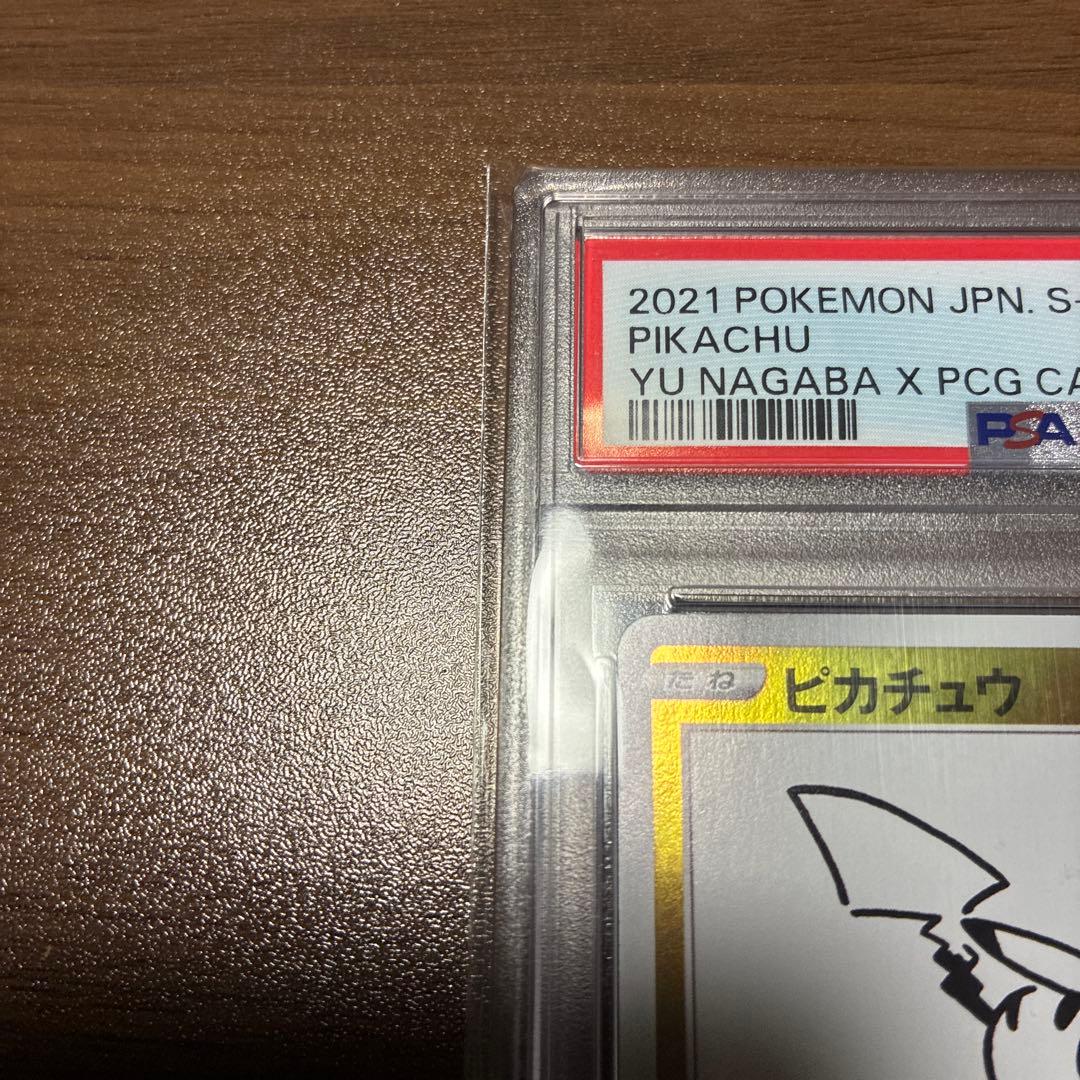 2021 POKEMON JPN. S-
PIKACHU
YU NAGABA X PCG CA
PSA
たね ピカチュウ